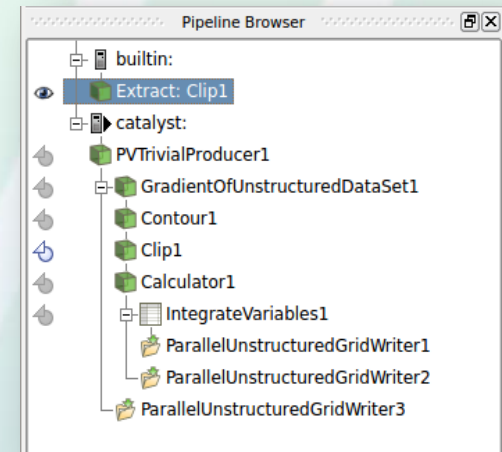 Pipeline Browser
builtin:
Extract: Clip1
catalyst:
PVTrivialProducer1
GradientOfUnstructuredDataSet1
Contour1
Clip1
Calculator1
IntegrateVariables1
ParallelUnstructuredGridWriter1
ParallelUnstructuredGridWriter2
ParallelUnstructuredGridWriter3